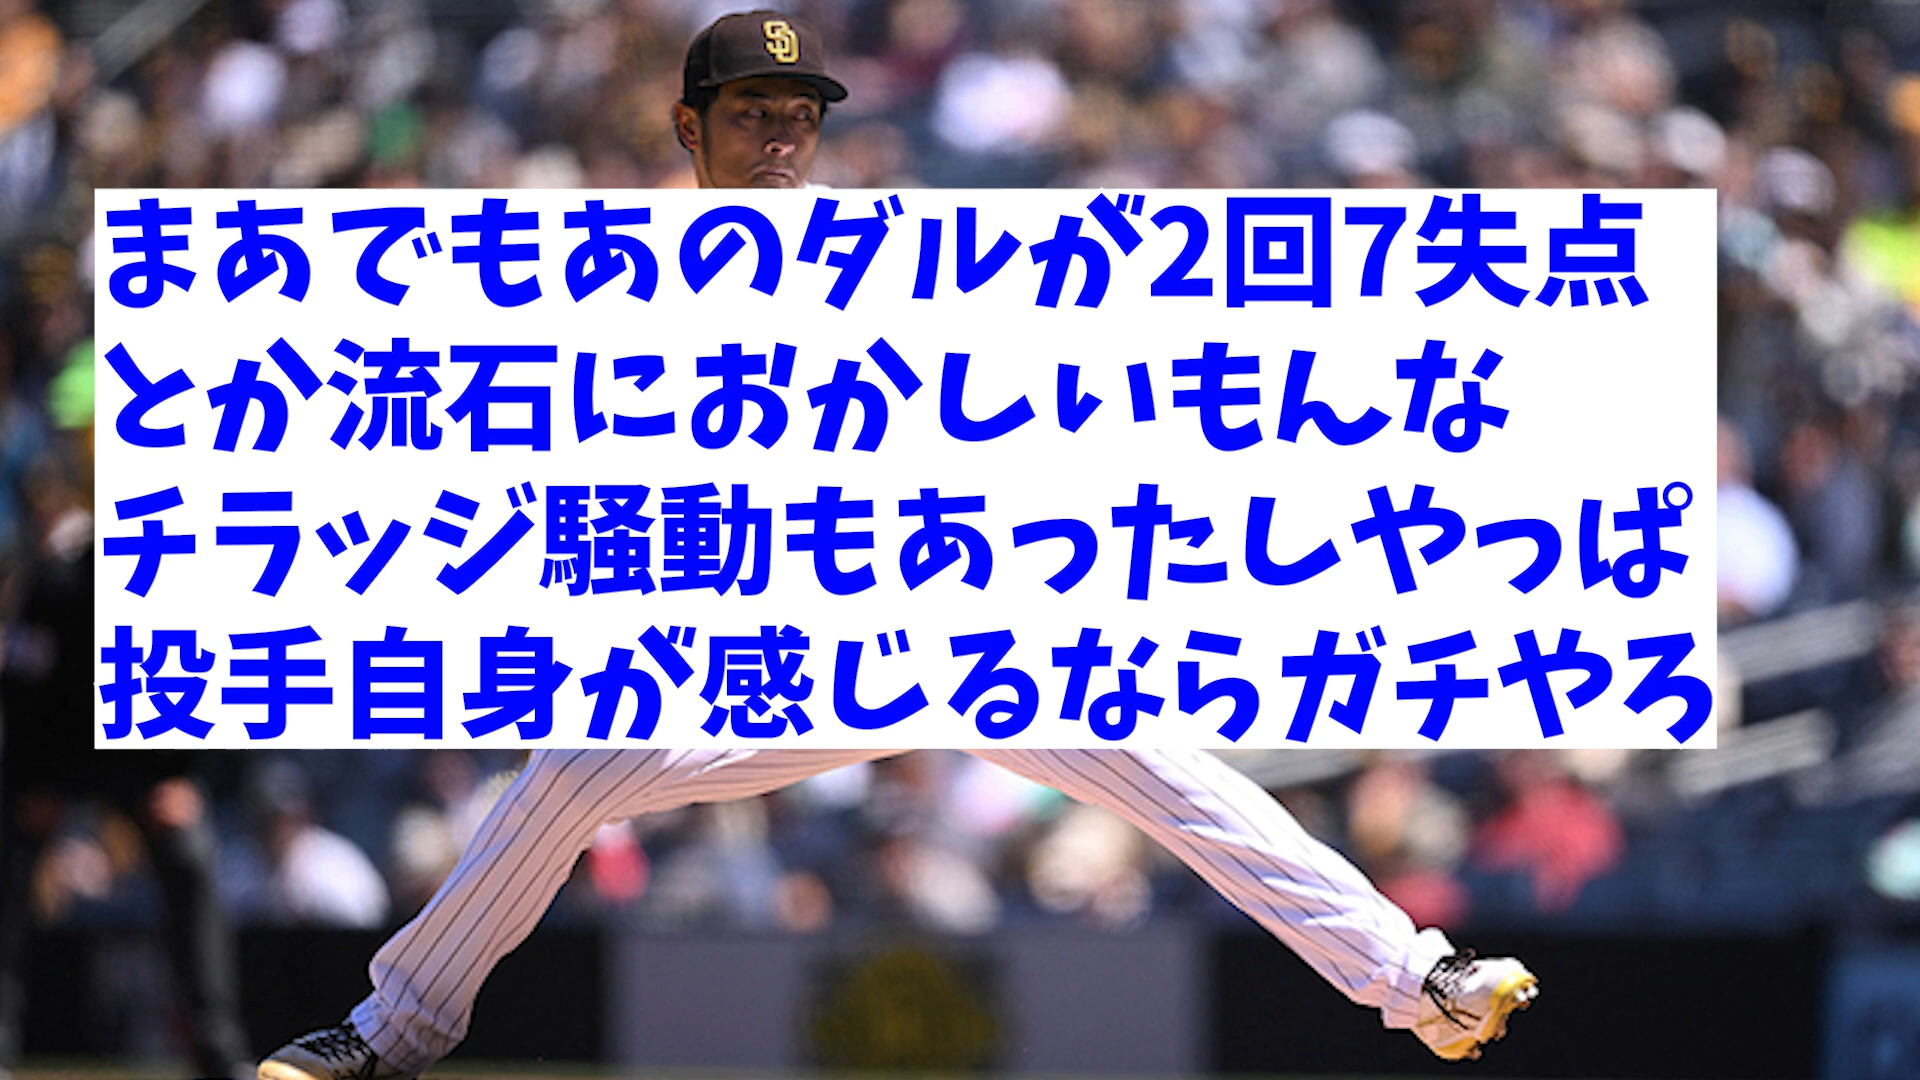 SD
まあでもあのダルが2回7失点
とか流石におかしいもんな
チラッジ騒動もあったしやっぱ
投手自身が感じるならガチやろ